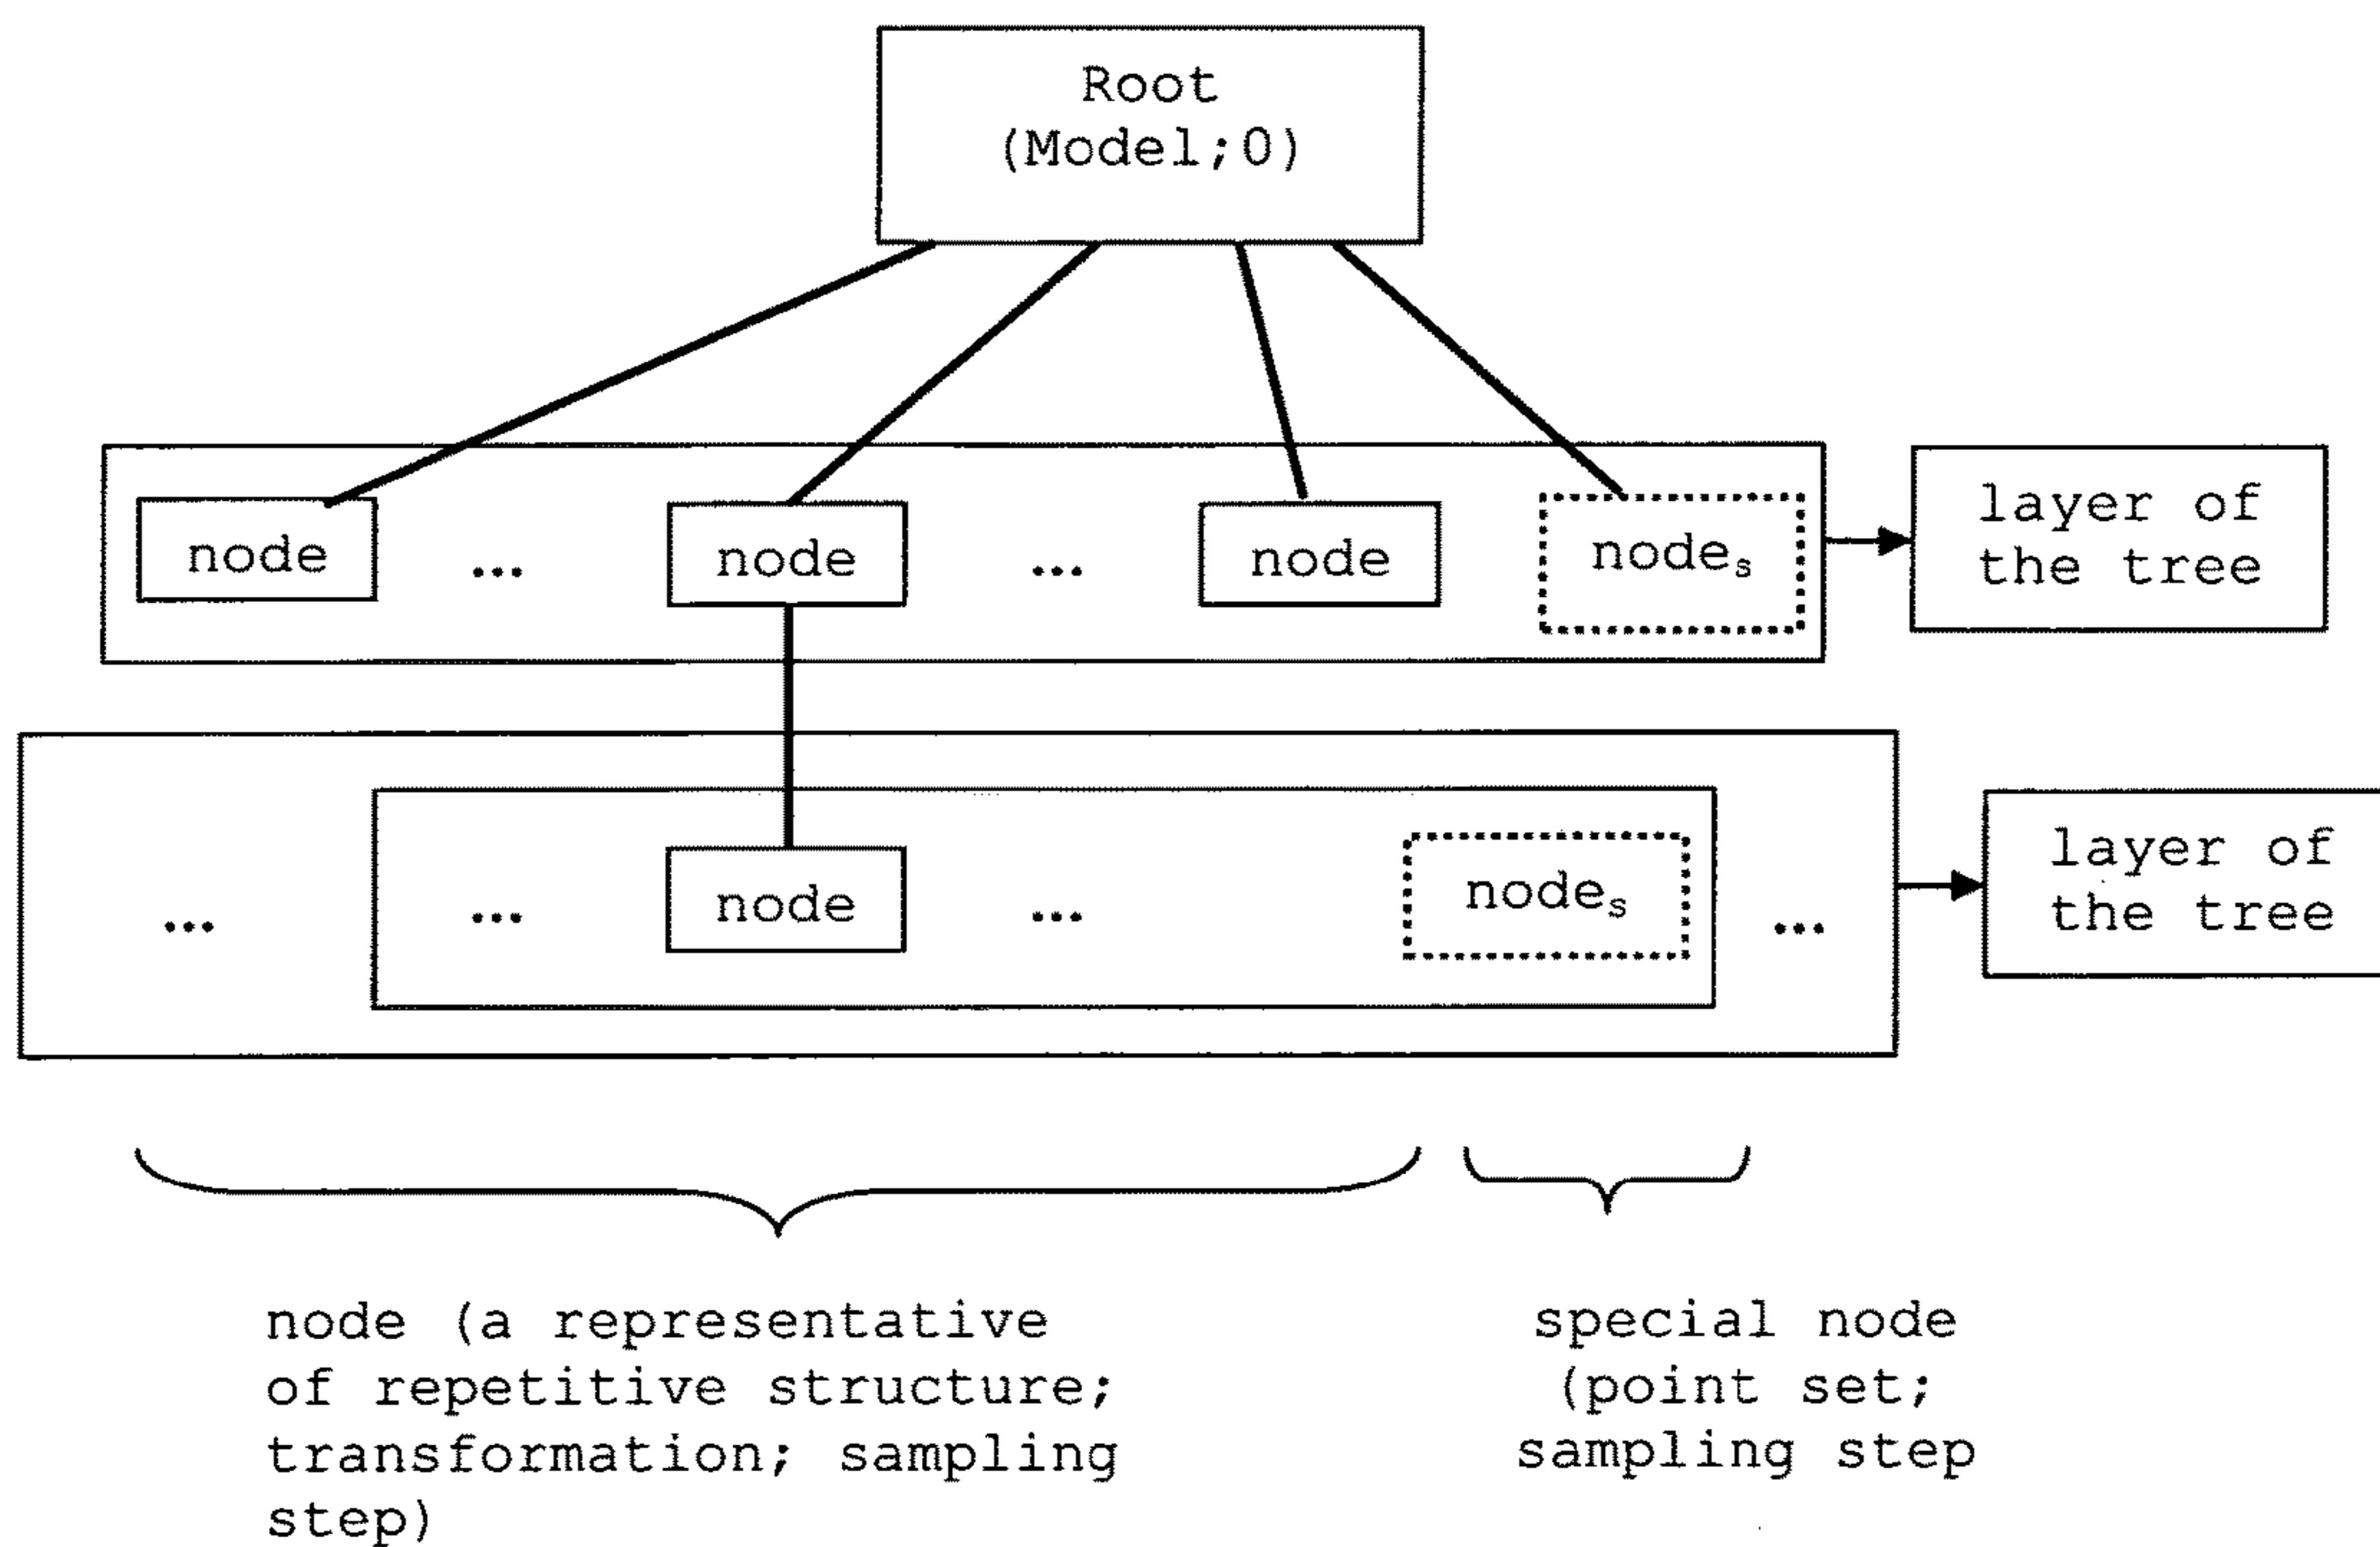 Root
(Model;0)
node ... node ... node nodeₛ
layer of
the tree
... ... node ... nodeₛ ...
layer of
the tree
node (a representative
of repetitive structure;
transformation; sampling
step)
special node
(point set;
sampling step